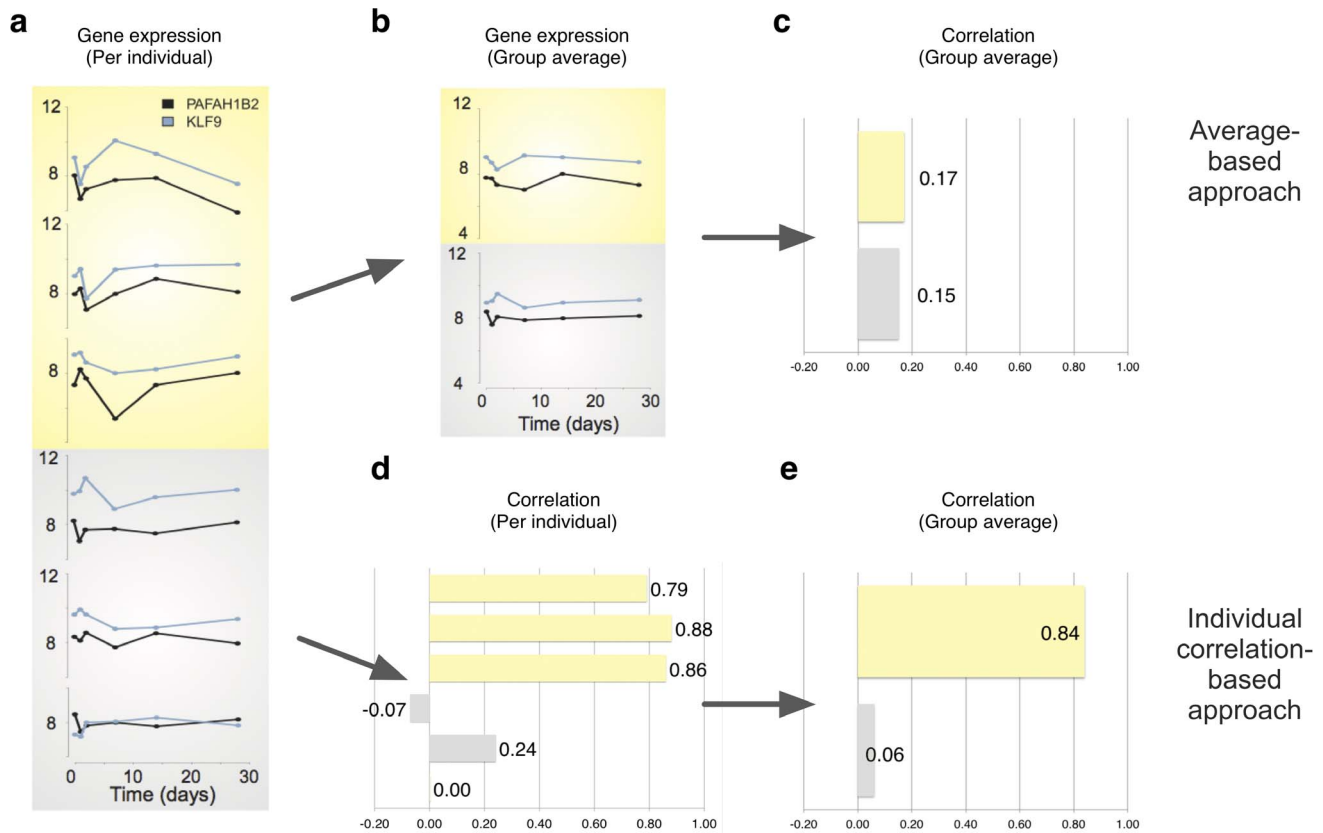 a
Gene expression
(Per individual)
12
PAFAH1B2
KLF9
8
12
8
8
12
8
12
8
8
0 10 20 30
Time (days)
b
Gene expression
(Group average)
12
8
4
12
8
4
0 10 20 30
Time (days)
c
Correlation
(Group average)
0.17
0.15
-0.20 0.00 0.20 0.40 0.60 0.80 1.00
Average-
based
approach
d
Correlation
(Per individual)
0.79
0.88
0.86
-0.07
0.24
0.00
-0.20 0.00 0.20 0.40 0.60 0.80 1.00
e
Correlation
(Group average)
0.84
0.06
-0.20 0.00 0.20 0.40 0.60 0.80 1.00
Individual
correlation-
based
approach